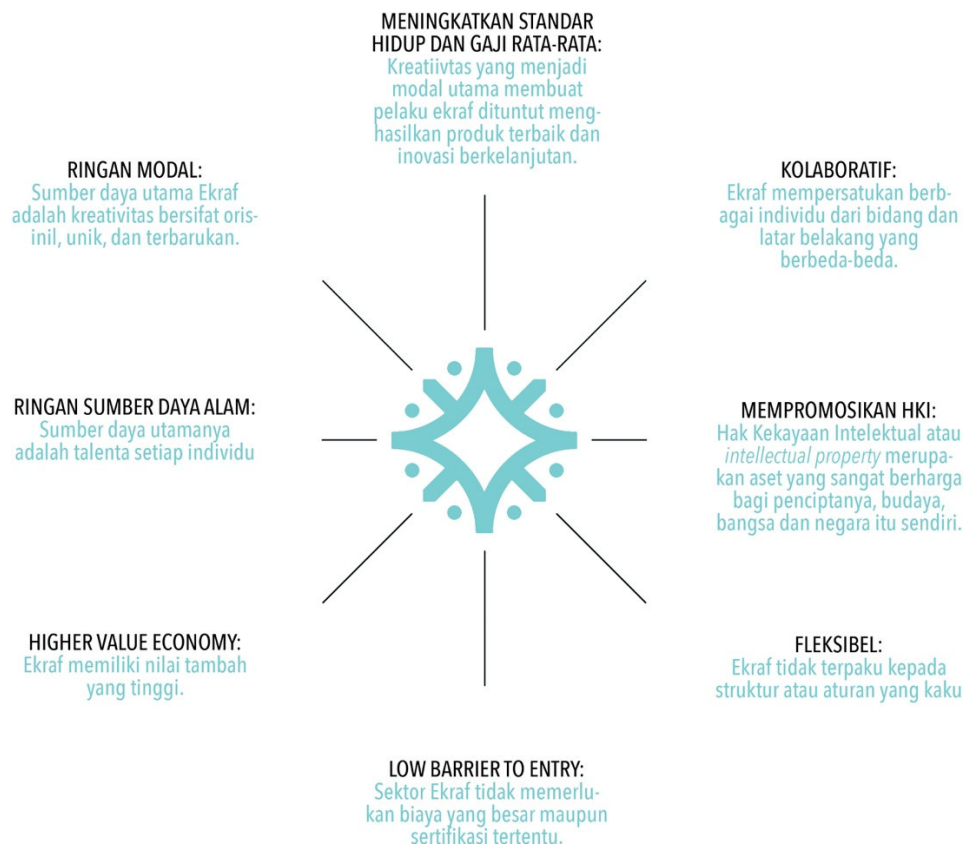 MENINGKATKAN STANDAR
HIDUP DAN GAJI RATA-RATA:
Kreatiivtas yang menjadi
modal utama membuat
pelaku ekraf dituntut meng-
hasilkan produk terbaik dan
inovasi berkelanjutan.
RINGAN MODAL:
Sumber daya utama Ekraf
adalah kreativitas bersifat oris-
inil, unik, dan terbarukan.
KOLABORATIF:
Ekraf mempersatukan berb-
agai individu dari bidang dan
latar belakang yang
berbeda-beda.
RINGAN SUMBER DAYA ALAM:
Sumber daya utamanya
adalah talenta setiap individu
MEMPROMOSIKAN HKI:
Hak Kekayaan Intelektual atau
intellectual property merupa-
kan aset yang sangat berharga
bagi penciptanya, budaya,
bangsa dan negara itu sendiri.
HIGHER VALUE ECONOMY:
Ekraf memiliki nilai tambah
yang tinggi.
FLEKSIBEL:
Ekraf tidak terpaku kepada
struktur atau aturan yang kaku
LOW BARRIER TO ENTRY:
Sektor Ekraf tidak memerlu-
kan biaya yang besar maupun
sertifikasi tertentu.